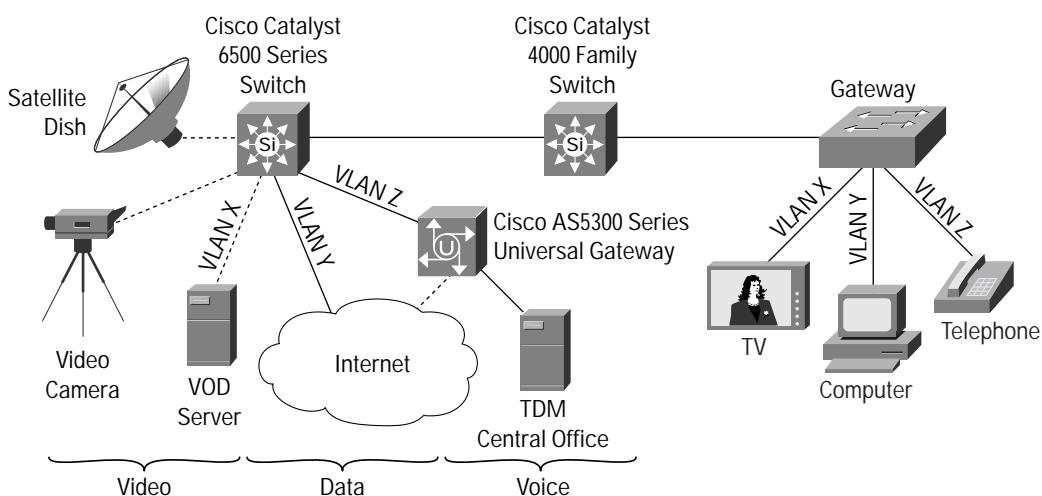 Cisco Catalyst
6500 Series
Switch
Cisco Catalyst
4000 Family
Switch
Satellite
Dish
Gateway
Si
Si
VLAN Z
VLAN X
VLAN Y
VLAN X
VLAN Y
VLAN Z
Cisco AS5300 Series
Universal Gateway
U
Internet
TV
Telephone
Computer
Video
Camera
VOD
Server
TDM
Central Office
Video
Data
Voice